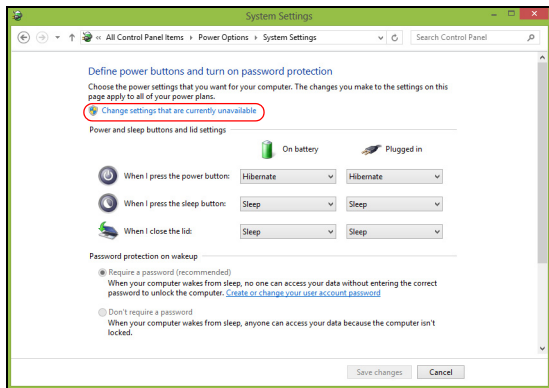 System Settings
« All Control Panel Items ▸ Power Options ▸ System Settings
Search Control Panel
Define power buttons and turn on password protection
Choose the power settings that you want for your computer. The changes you make to the settings on this
page apply to all of your power plans.
Change settings that are currently unavailable
Power and sleep buttons and lid settings
On battery Plugged in
When I press the power button: Hibernate Hibernate
When I press the sleep button: Sleep Sleep
When I close the lid: Sleep Sleep
Password protection on wakeup
Require a password (recommended)
When your computer wakes from sleep, no one can access your data without entering the correct
password to unlock the computer. Create or change your user account password
Don't require a password
When your computer wakes from sleep, anyone can access your data because the computer isn't
locked.
Save changes Cancel